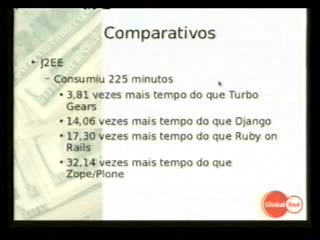 Comparativos
• J2EE
– Consumiu 225 minutos
• 3,81 vezes mais tempo do que Turbo
Gears
• 14,06 vezes mais tempo do que Django
• 17,30 vezes mais tempo do que Ruby on
Rails
• 32,14 vezes mais tempo do que
Zope/Plone
Global Red